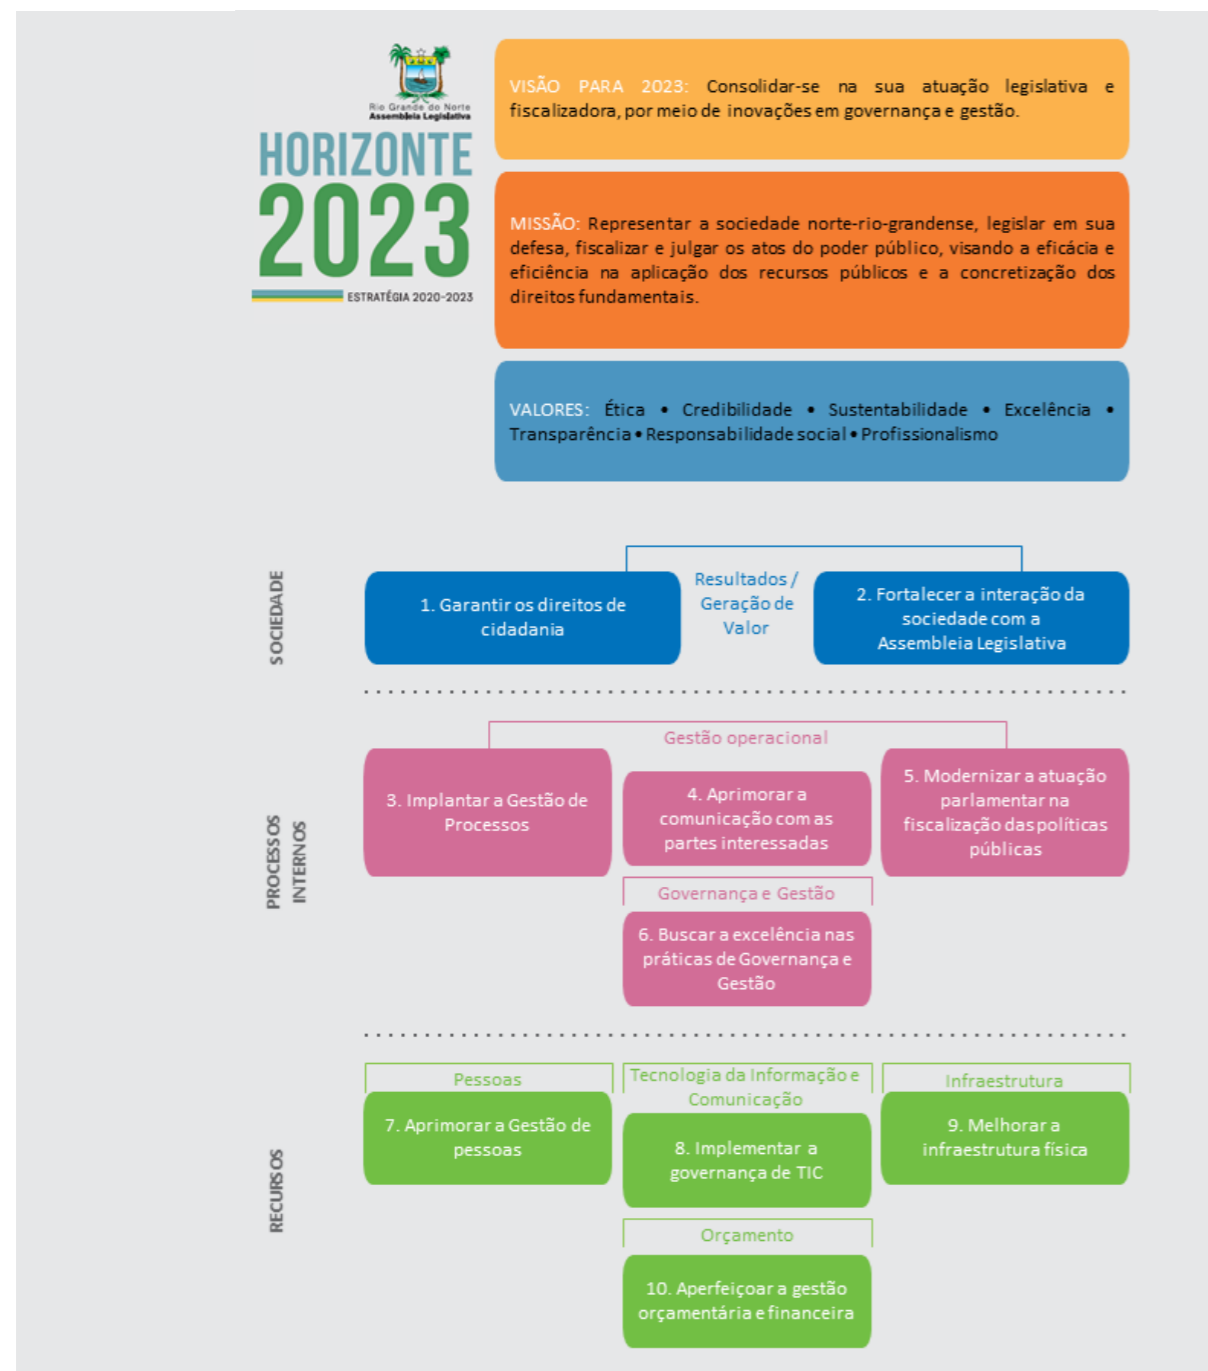 Rio Grande do Norte
Assembleia Legislativa
HORIZONTE
2023
ESTRATÉGIA 2020-2023
VISÃO PARA 2023: Consolidar-se na sua atuação legislativa e
fiscalizadora, por meio de inovações em governança e gestão.
MISSÃO: Representar a sociedade norte-rio-grandense, legislar em sua
defesa, fiscalizar e julgar os atos do poder público, visando a eficácia e
eficiência na aplicação dos recursos públicos e a concretização dos
direitos fundamentais.
VALORES: Ética • Credibilidade • Sustentabilidade • Excelência •
Transparência • Responsabilidade social • Profissionalismo
SOCIEDADE
1. Garantir os direitos de
cidadania
Resultados /
Geração de
Valor
2. Fortalecer a interação da
sociedade com a
Assembleia Legislativa
PROCESSOS
INTERNOS
Gestão operacional
3. Implantar a Gestão de
Processos
4. Aprimorar a
comunicação com as
partes interessadas
5. Modernizar a atuação
parlamentar na
fiscalização das políticas
públicas
Governança e Gestão
6. Buscar a excelência nas
práticas de Governança e
Gestão
RECURSOS
Pessoas
7. Aprimorar a Gestão de
pessoas
Tecnologia da Informação e
Comunicação
8. Implementar a
governança de TIC
Infraestrutura
9. Melhorar a
infraestrutura física
Orçamento
10. Aperfeiçoar a gestão
orçamentária e financeira